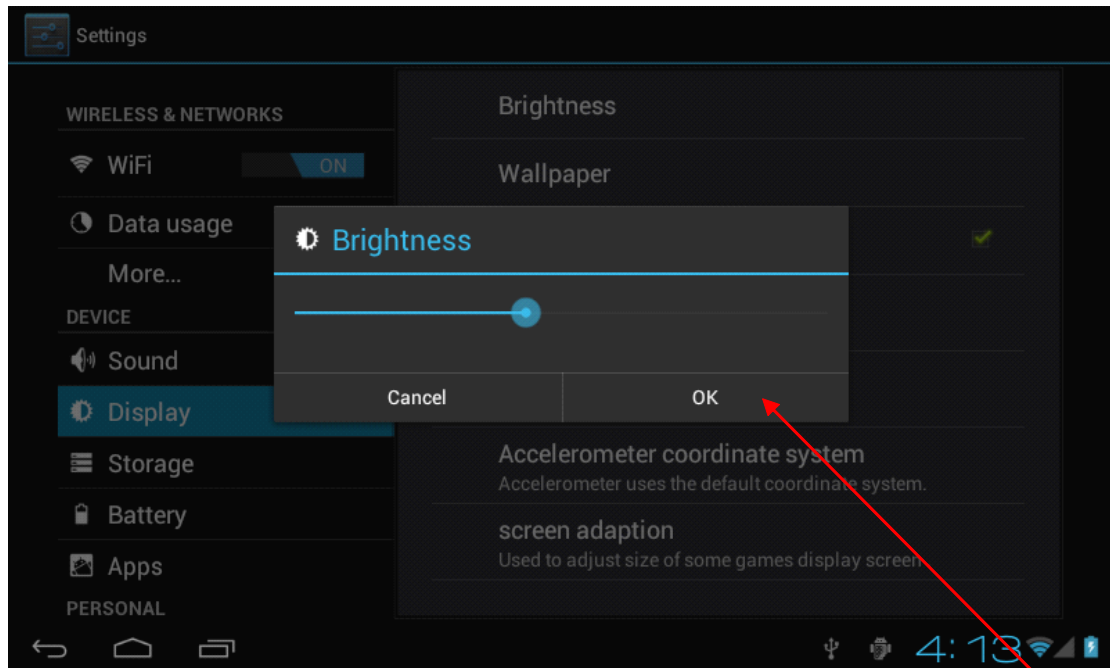 Settings
WIRELESS & NETWORKS
WiFi
ON
Data usage
More...
DEVICE
Sound
Display
Storage
Battery
Apps
PERSONAL
Brightness
Wallpaper
Brightness
Cancel
OK
Accelerometer coordinate system
Accelerometer uses the default coordinate system.
screen adaption
Used to adjust size of some games display screen
4:13